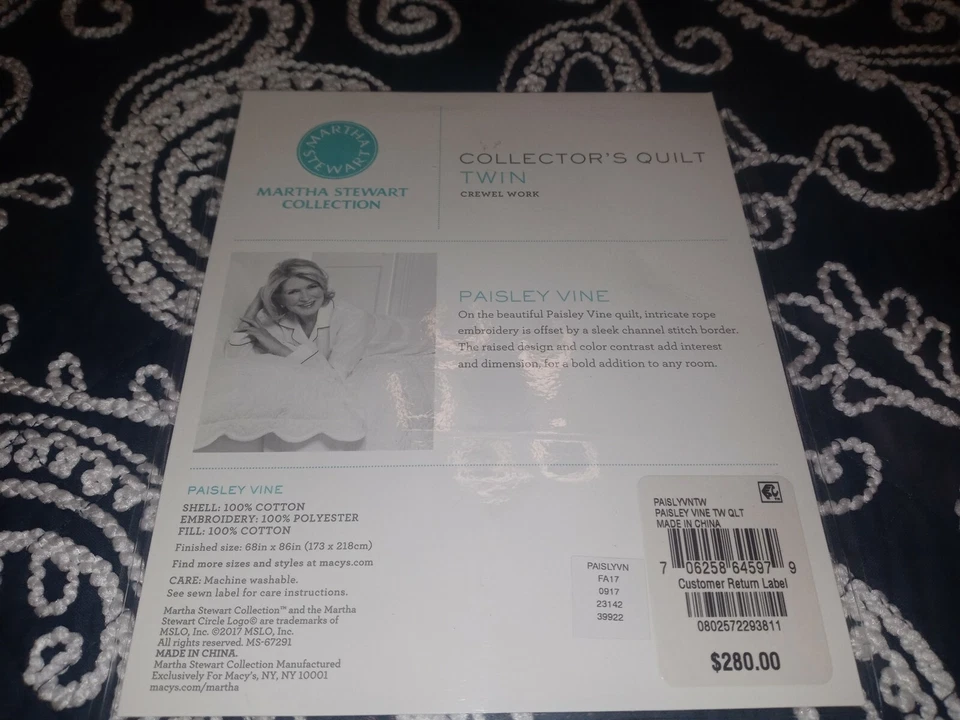 MARTHA
STEWART
MARTHA STEWART
COLLECTION
COLLECTOR'S QUILT
TWIN
CREWEL WORK
PAISLEY VINE
On the beautiful Paisley Vine quilt, intricate rope
embroidery is offset by a sleek channel stitch border.
The raised design and color contrast add interest
and dimension, for a bold addition to any room.
PAISLEY VINE
SHELL: 100% COTTON
EMBROIDERY: 100% POLYESTER
FILL: 100% COTTON
Finished size: 68in x 86in (173 x 218cm)
Find more sizes and styles at macys.com
CARE: Machine washable.
See sewn label for care instructions.
Martha Stewart Collection™ and the Martha
Stewart Circle Logo© are trademarks of
MSLO, Inc. ©2017 MSLO, Inc.
All rights reserved. MS-67291
MADE IN CHINA.
Martha Stewart Collection Manufactured
Exclusively For Macy's, NY, NY 10001
macys.com/martha
PAISLYVN
FA17
0917
23142
39922
PAISLYVNTW
PAISLEY VINE TW QLT
MADE IN CHINA
7 06258 64597 9
Customer Return Label
0802572293811
$280.00